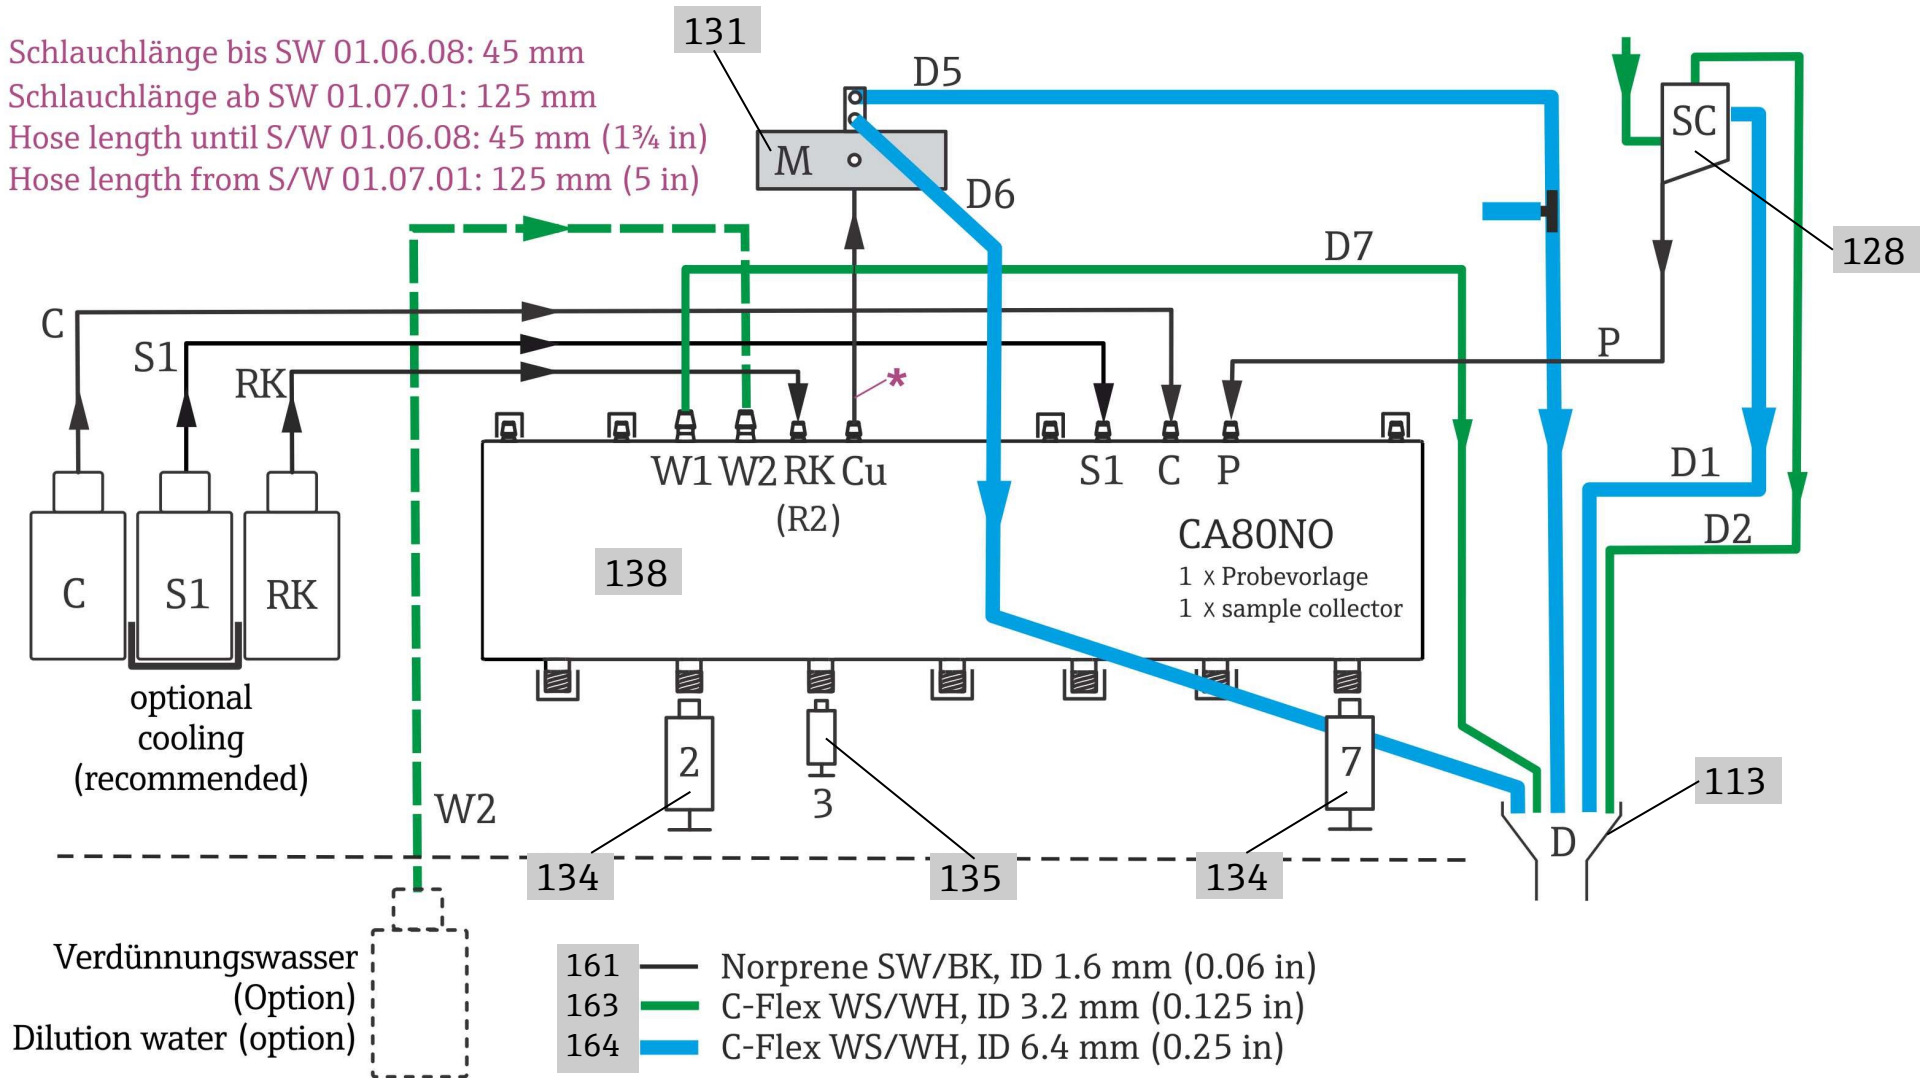 131
Schlauchlänge bis SW 01.06.08: 45 mm
Schlauchlänge ab SW 01.07.01: 125 mm
Hose length until S/W 01.06.08: 45 mm (1¾ in)
Hose length from S/W 01.07.01: 125 mm (5 in)
D5
SC
M
D6
D7
128
C
S1
RK
P
*
W1 W2 RK Cu
(R2)
S1 C P
D1
D2
CA80NO
1 x Probevorlage
1 x sample collector
138
C
S1
RK
optional
cooling
(recommended)
W2
2
3
7
113
D
134
135
134
Verdünnungswasser
(Option)
Dilution water (option)
161 Norprene SW/BK, ID 1.6 mm (0.06 in)
163 C-Flex WS/WH, ID 3.2 mm (0.125 in)
164 C-Flex WS/WH, ID 6.4 mm (0.25 in)